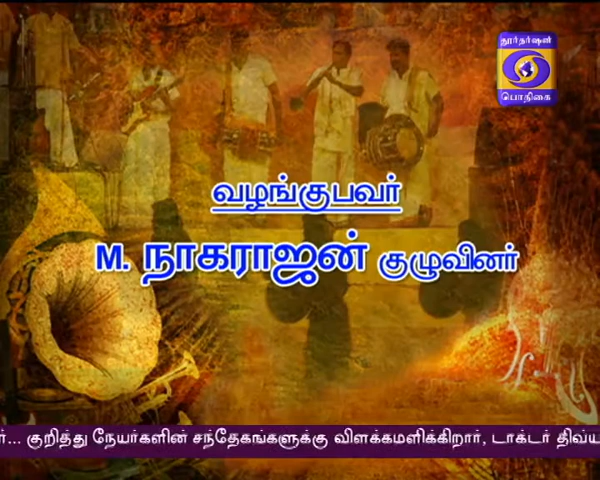 தூர்தர்ஷன்
பொதிகை
வழங்குபவர்
M. நாகராஜன் குழுவினர்
... குறித்து நேயர்களின் சந்தேகங்களுக்கு விளக்கமளிக்கிறார், டாக்டர்